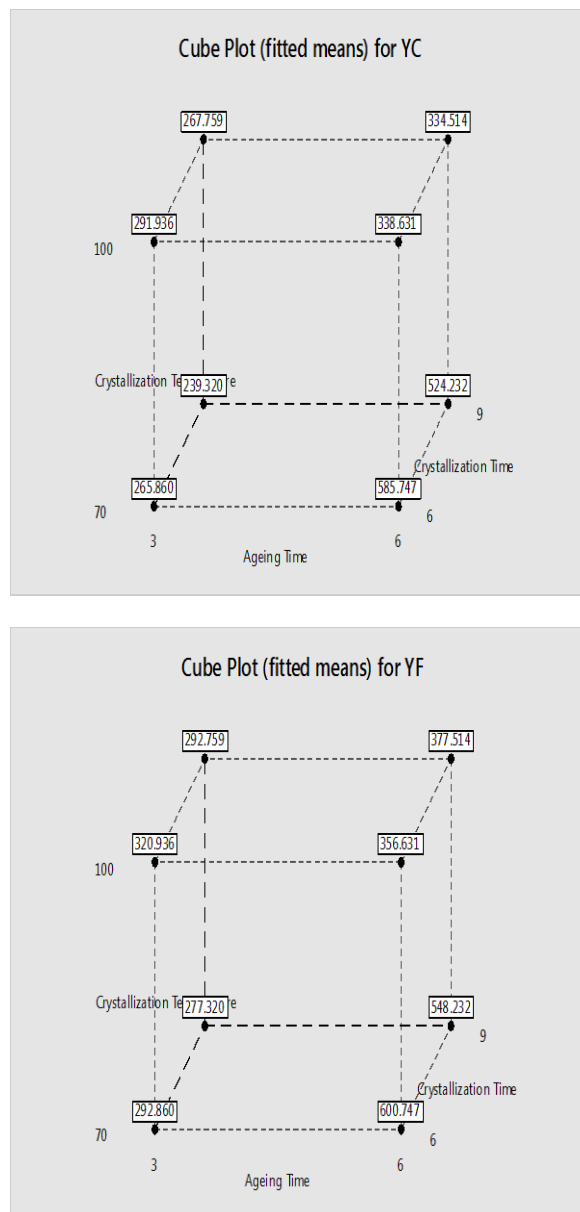 Cube Plot (fitted means) for YC
267.759 334.514
291.936 338.631
100
Crystallization Te re
239.320 524.232
9
Crystallization Time
265.860 585.747
70 6
3 6
Ageing Time
Cube Plot (fitted means) for YF
292.759 377.514
320.936 356.631
100
Crystallization Te re
277.320 548.232
9
Crystallization Time
292.860 600.747
70 6
3 6
Ageing Time